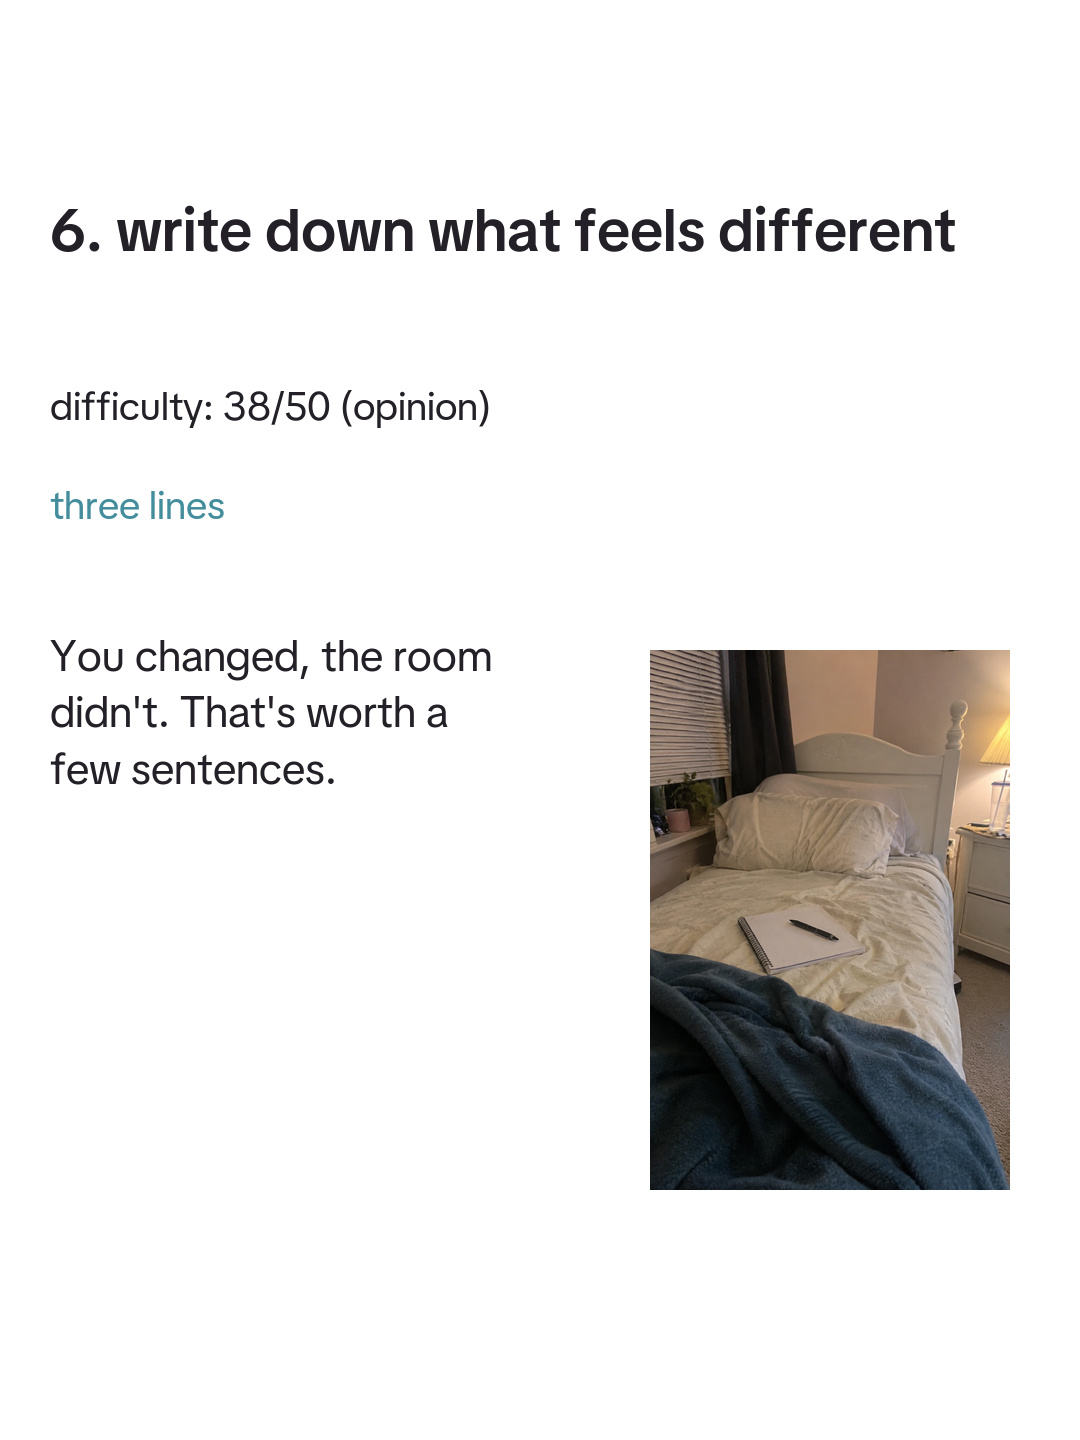 6. write down what feels different
difficulty: 38/50 (opinion)
three lines
You changed, the room
didn't. That's worth a
few sentences.